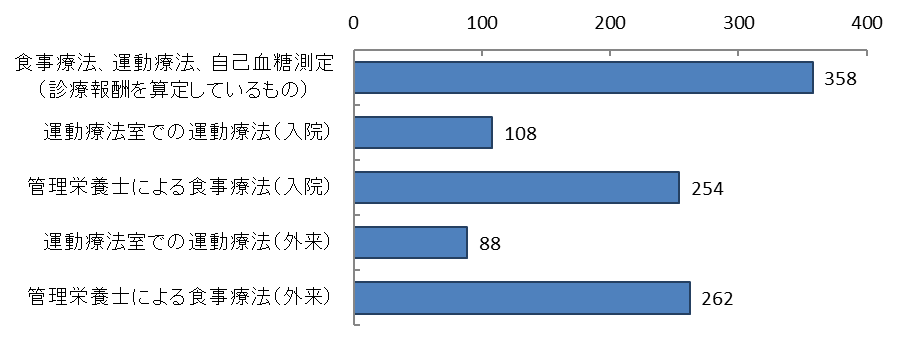 0 100 200 300 400
食事療法、運動療法、自己血糖測定
（診療報酬を算定しているもの）
358
運動療法室での運動療法（入院）
108
管理栄養士による食事療法（入院）
254
運動療法室での運動療法（外来）
88
管理栄養士による食事療法（外来）
262